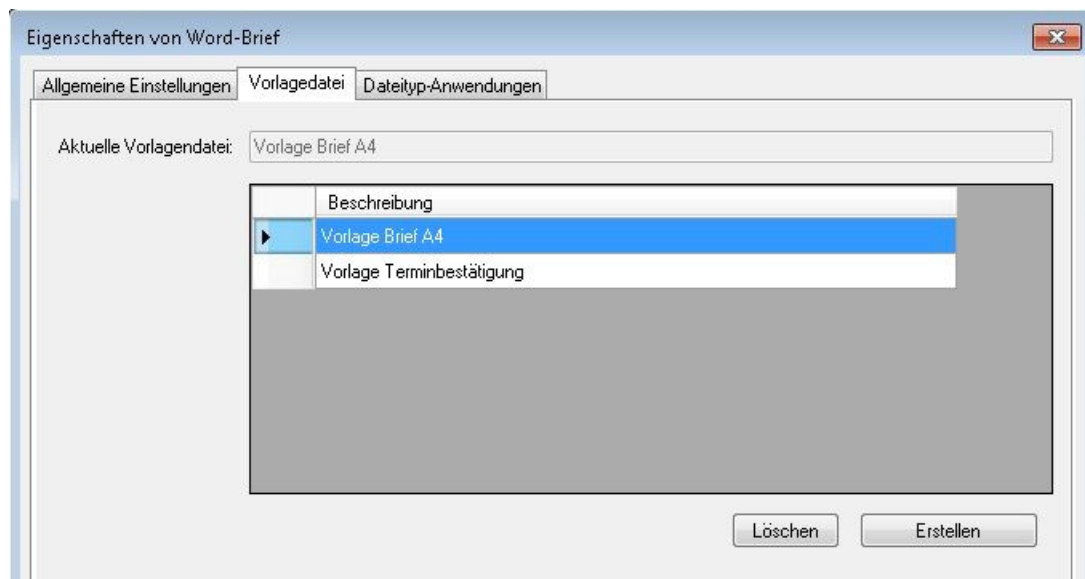 Eigenschaften von Word-Brief
Allgemeine Einstellungen Vorlagedatei Dateityp-Anwendungen
Aktuelle Vorlagendatei: Vorlage Brief A4
Beschreibung
Vorlage Brief A4
Vorlage Terminbestätigung
Löschen Erstellen